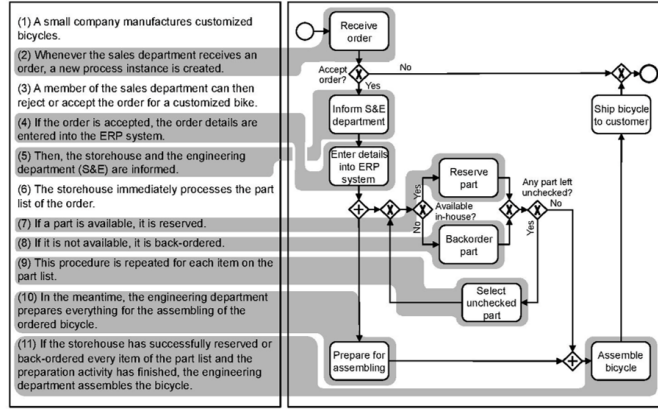 (1) A small company manufactures customized
bicycles.
(2) Whenever the sales department receives an
order, a new process instance is created.
(3) A member of the sales department can then
reject or accept the order for a customized bike.
(4) If the order is accepted, the order details are
entered into the ERP system.
(5) Then, the storehouse and the engineering
department (S&E) are informed.
(6) The storehouse immediately processes the part
list of the order.
(7) If a part is available, it is reserved.
(8) If it is not available, it is back-ordered.
(9) This procedure is repeated for each item on the
part list.
(10) In the meantime, the engineering department
prepares everything for the assembling of the
ordered bicycle.
(11) If the storehouse has successfully reserved or
back-ordered every item of the part list and the
preparation activity has finished, the engineering
department assembles the bicycle.
Receive
order
Accept
order?
No
Yes
Inform S&E
department
Enter details
into ERP
system
Reserve
part
Yes
Available
in-house?
No
Backorder
part
Any part left
unchecked?
No
Yes
Select
unchecked
part
Prepare for
assembling
Assemble
bicycle
Ship bicycle
to customer